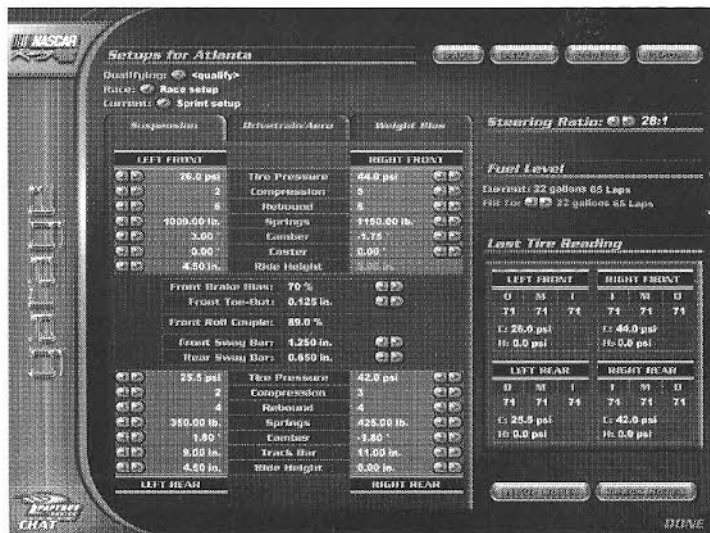 NASCAR
Setups for Atlanta
Qualifying: <qualify>
Race: Race setup
Current: Sprint setup
Suspension Drivetrain/Aero Weight Bias
Steering Ratio: 28:1
LEFT FRONT RIGHT FRONT
26.0 psi Tire Pressure 44.0 psi
2 Compression 5
6 Rebound 6
1000.00 lb. Springs 1150.00 lb.
3.00 ° Camber -1.75
0.00 ° Caster 0.00 °
4.50 in. Ride Height
Front Brake Bias: 70 %
Front Toe-Out: 0.125 in.
Front Roll Couple: 89.0 %
Front Sway Bar: 1.250 in.
Rear Sway Bar: 0.650 in.
25.5 psi Tire Pressure 42.0 psi
2 Compression 3
4 Rebound 4
350.00 lb. Springs 425.00 lb.
1.80 ° Camber -1.80 °
9.00 in. Track Bar 11.00 in.
4.50 in. Ride Height 0.00 in.
LEFT REAR RIGHT REAR
Fuel Level
Current: 22 gallons 65 Laps
Fill To: 22 gallons 65 Laps
Last Tire Reading
LEFT FRONT RIGHT FRONT
O M I I M O
71 71 71 71 71 71
C: 26.0 psi C: 44.0 psi
H: 0.0 psi H: 0.0 psi
LEFT REAR RIGHT REAR
O M I I M O
71 71 71 71 71 71
C: 25.5 psi C: 42.0 psi
H: 0.0 psi H: 0.0 psi
garage
PAPYRUS
CHAT
DONE